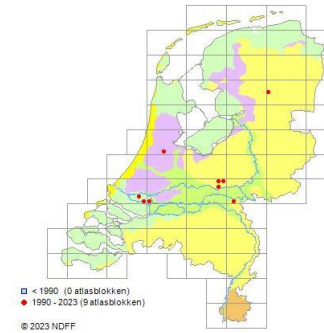 < 1990 (0 atlasblokken)
1990 - 2023 (9 atlasblokken)
© 2023 NDFF